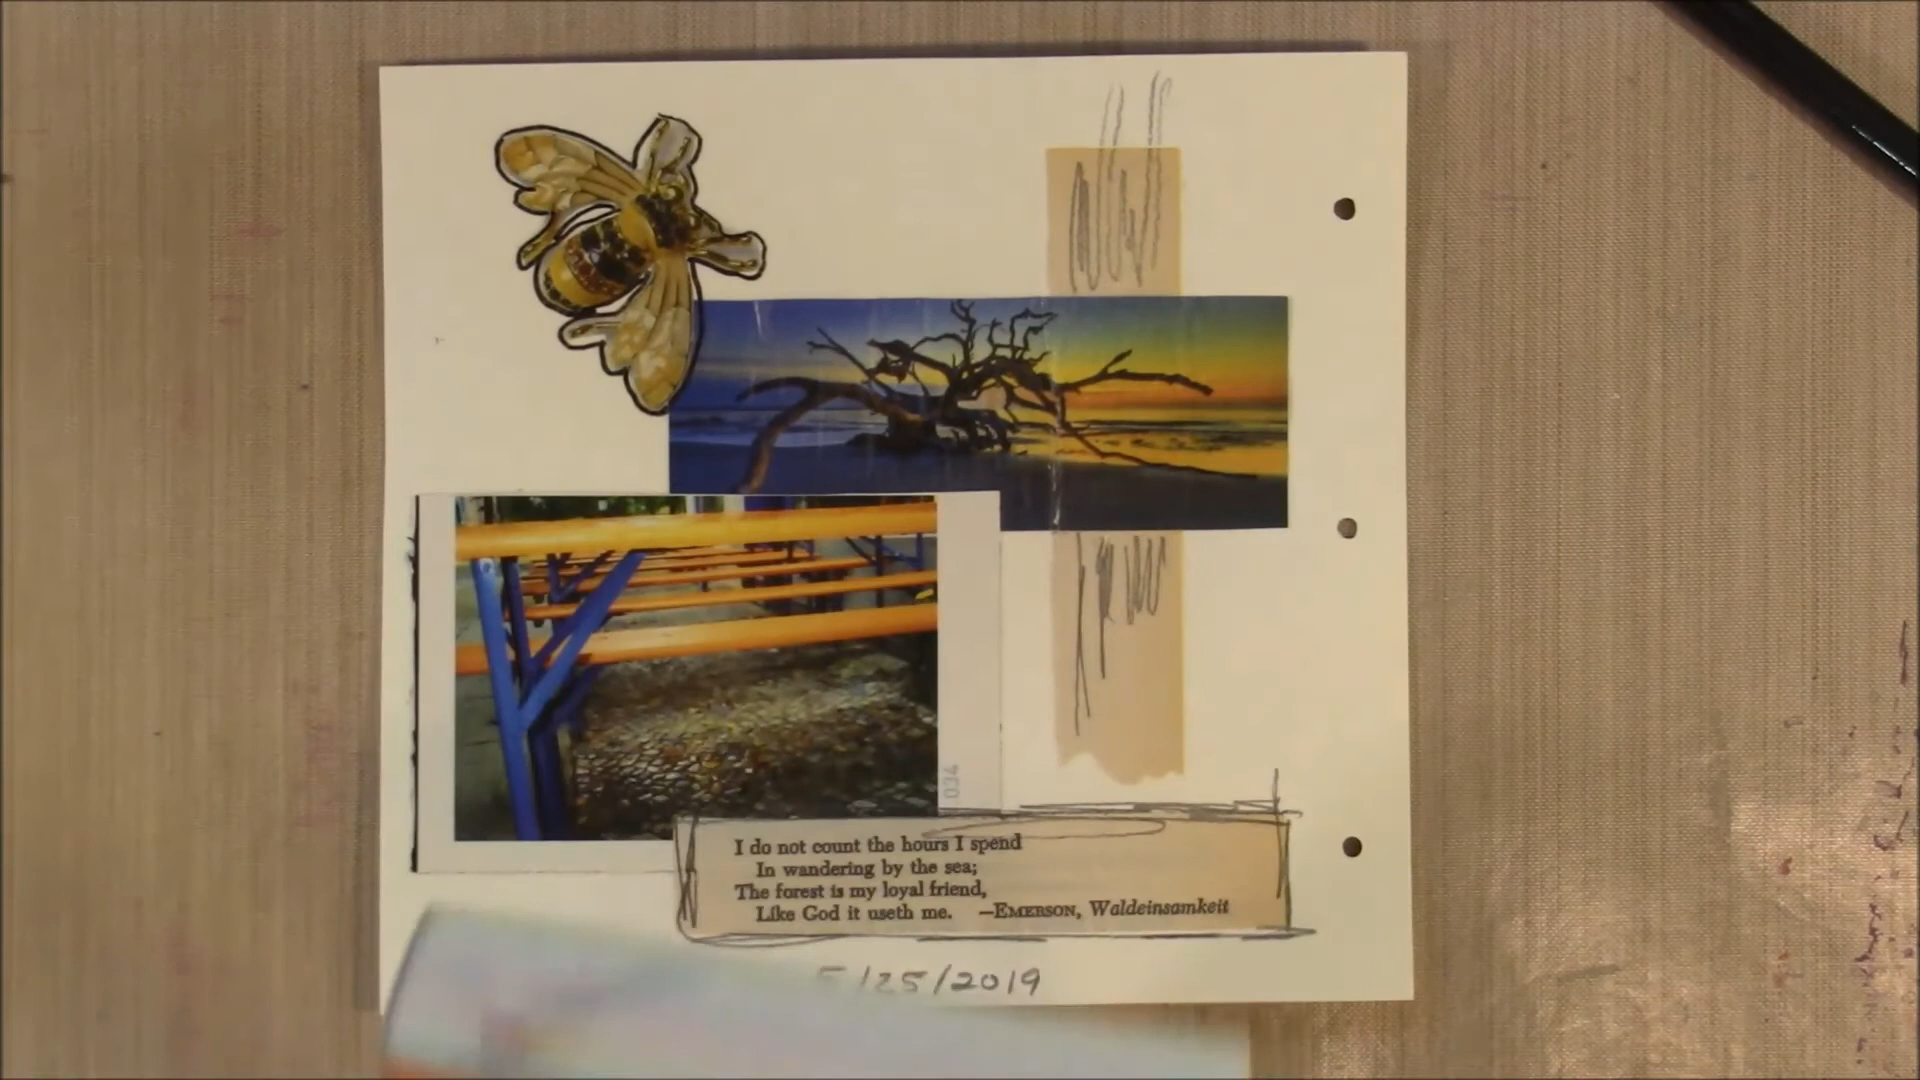 034
I do not count the hours I spend
In wandering by the sea;
The forest is my loyal friend,
Like God it useth me. —EMERSON, Waldeinsamkeit
5/25/2019